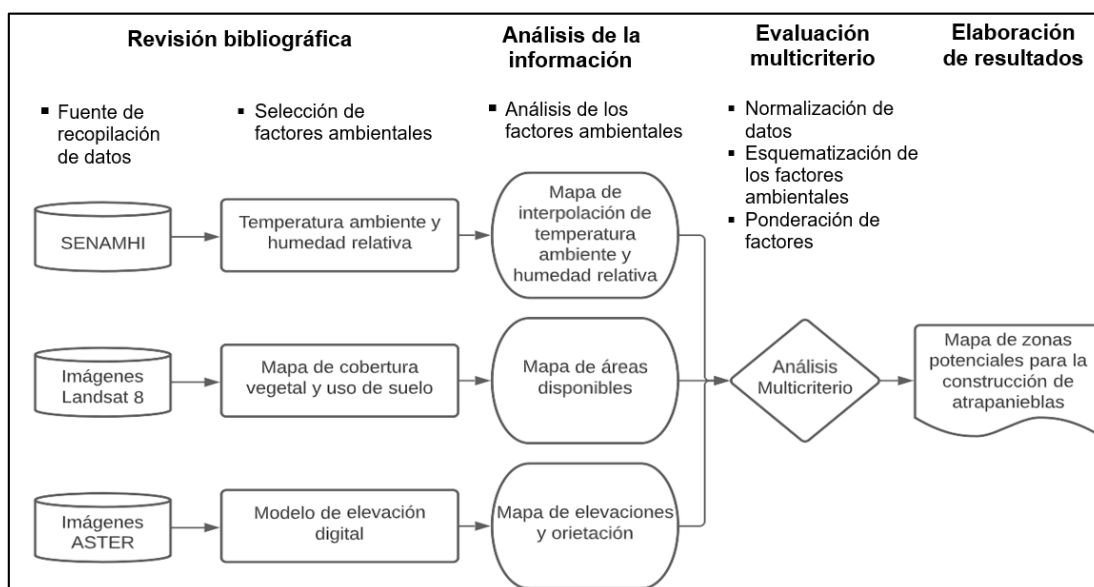 Revisión bibliográfica
Análisis de la
información
Evaluación
multicriterio
Elaboración
de resultados
▪ Fuente de
recopilación
de datos
▪ Selección de
factores ambientales
▪ Análisis de los
factores ambientales
▪ Normalización de
datos
▪ Esquematización de
los factores
ambientales
▪ Ponderación de
factores
SENAMHI
Temperatura ambiente y
humedad relativa
Mapa de
interpolación de
temperatura
ambiente y
humedad relativa
Imágenes
Landsat 8
Mapa de cobertura
vegetal y uso de suelo
Mapa de áreas
disponibles
Análisis
Multicriterio
Mapa de zonas
potenciales para la
construcción de
atrapanieblas
Imágenes
ASTER
Modelo de elevación
digital
Mapa de elevaciones
y orietación